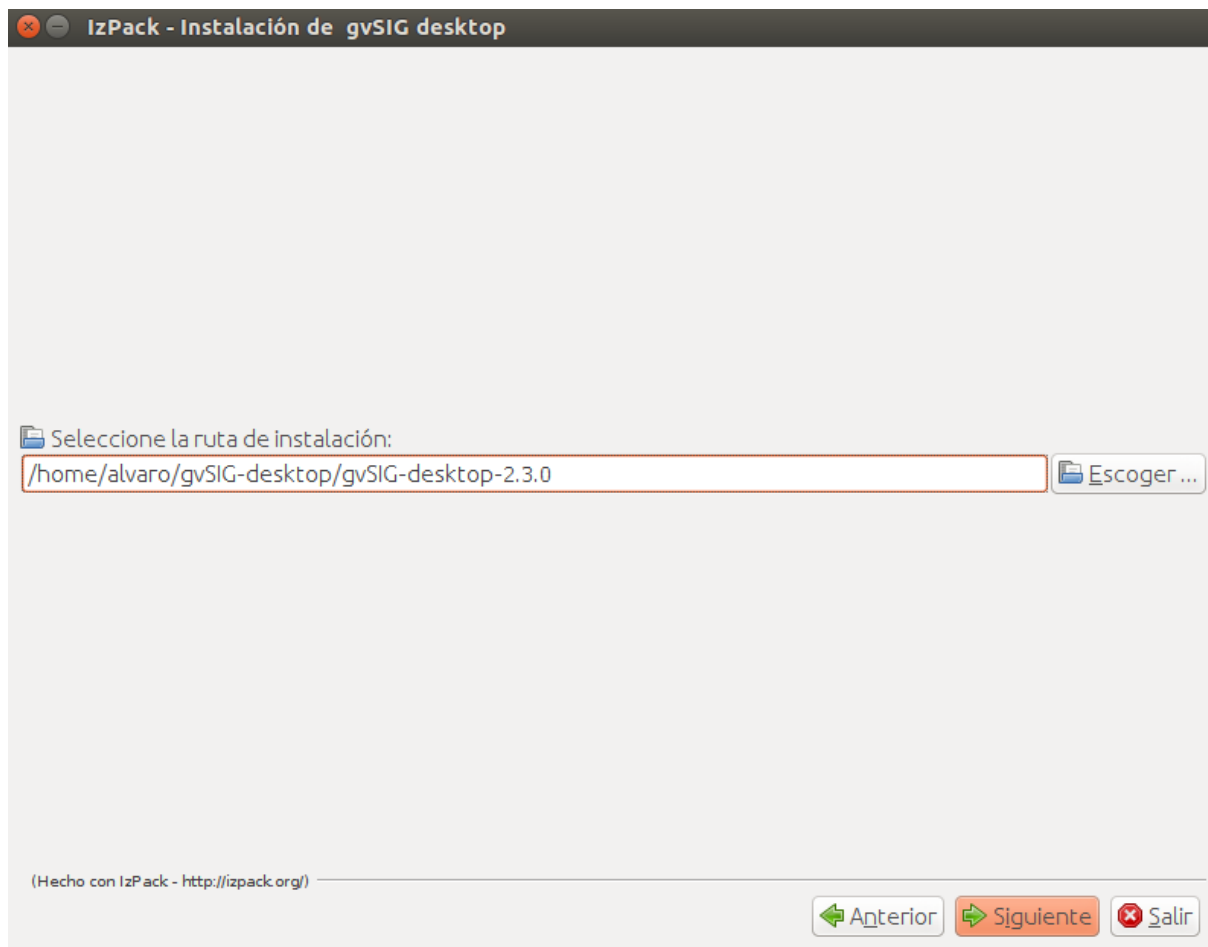 IzPack - Instalación de gvSIG desktop
Seleccione la ruta de instalación:
/home/alvaro/gvSIG-desktop/gvSIG-desktop-2.3.0
Escoger ...
(Hecho con IzPack - http://izpack.org/)
Anterior
Siguiente
Salir